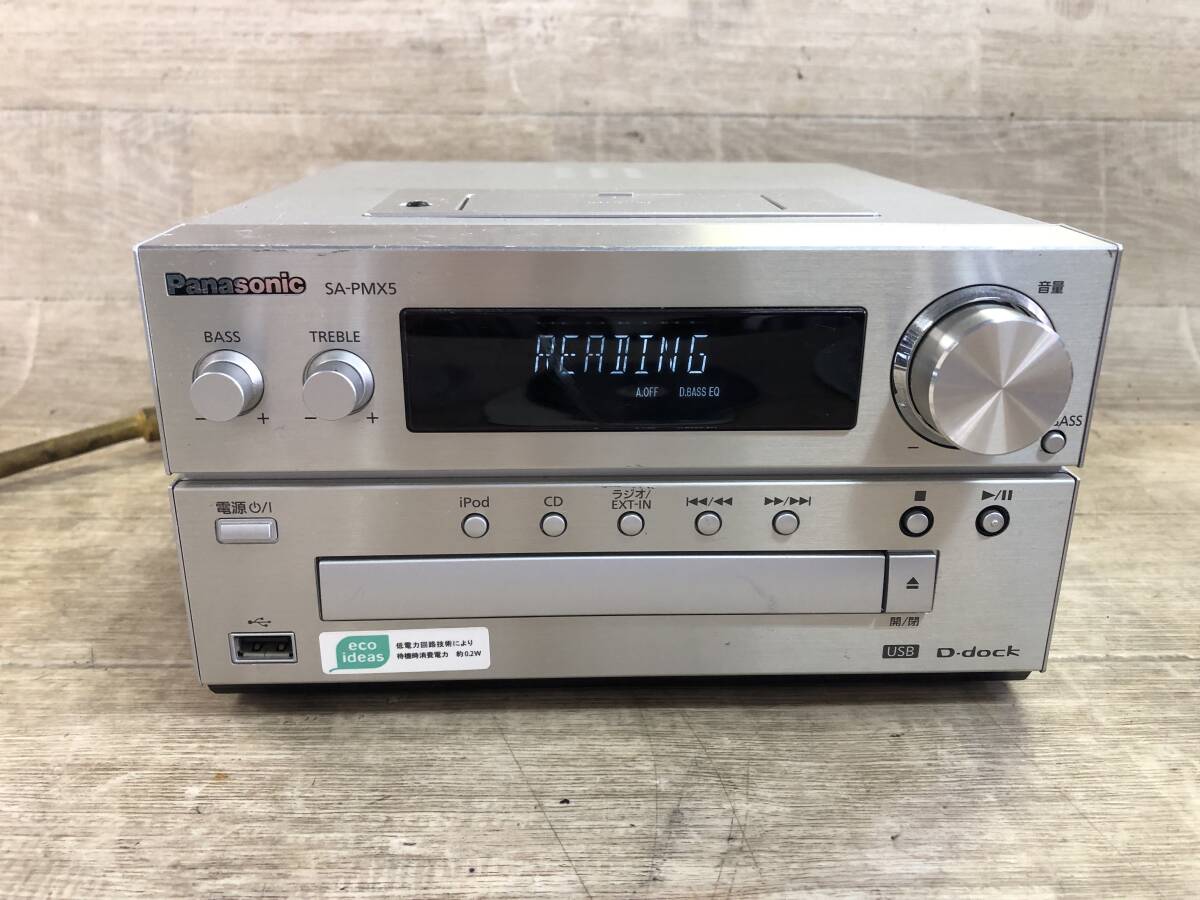 Panasonic SA-PMX5
音量
BASS TREBLE
READING
A.OFF D.BASS EQ
- + - +
-
電源 ⏻/I
iPod
CD
ラジオ/
EXT-IN
⏮/◀◀
▶▶/⏭
■
▶/⏸
⏏
開/閉
eco
ideas
低電力回路技術により
待機時消費電力 約0.2W
USB D-dock